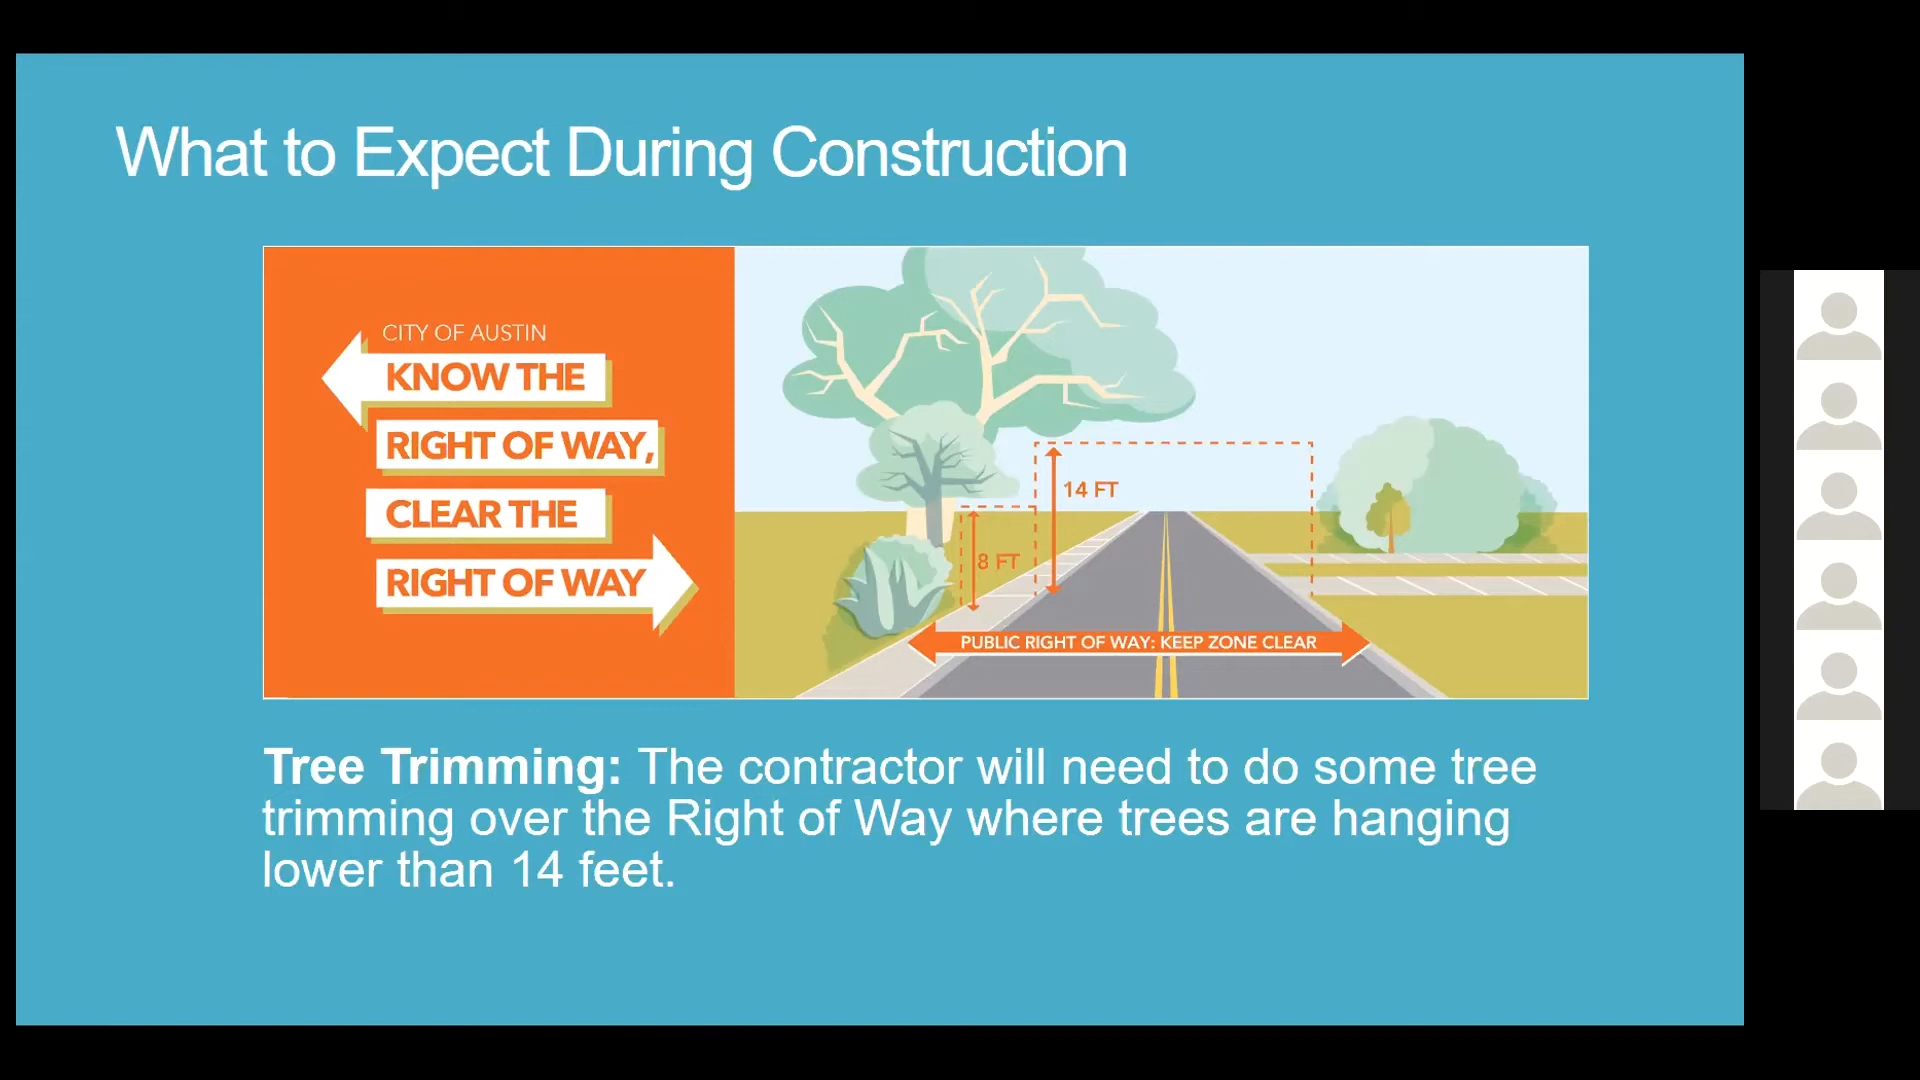 What to Expect During Construction
CITY OF AUSTIN
KNOW THE
RIGHT OF WAY,
CLEAR THE
RIGHT OF WAY
14 FT
8 FT
PUBLIC RIGHT OF WAY: KEEP ZONE CLEAR
Tree Trimming: The contractor will need to do some tree
trimming over the Right of Way where trees are hanging
lower than 14 feet.